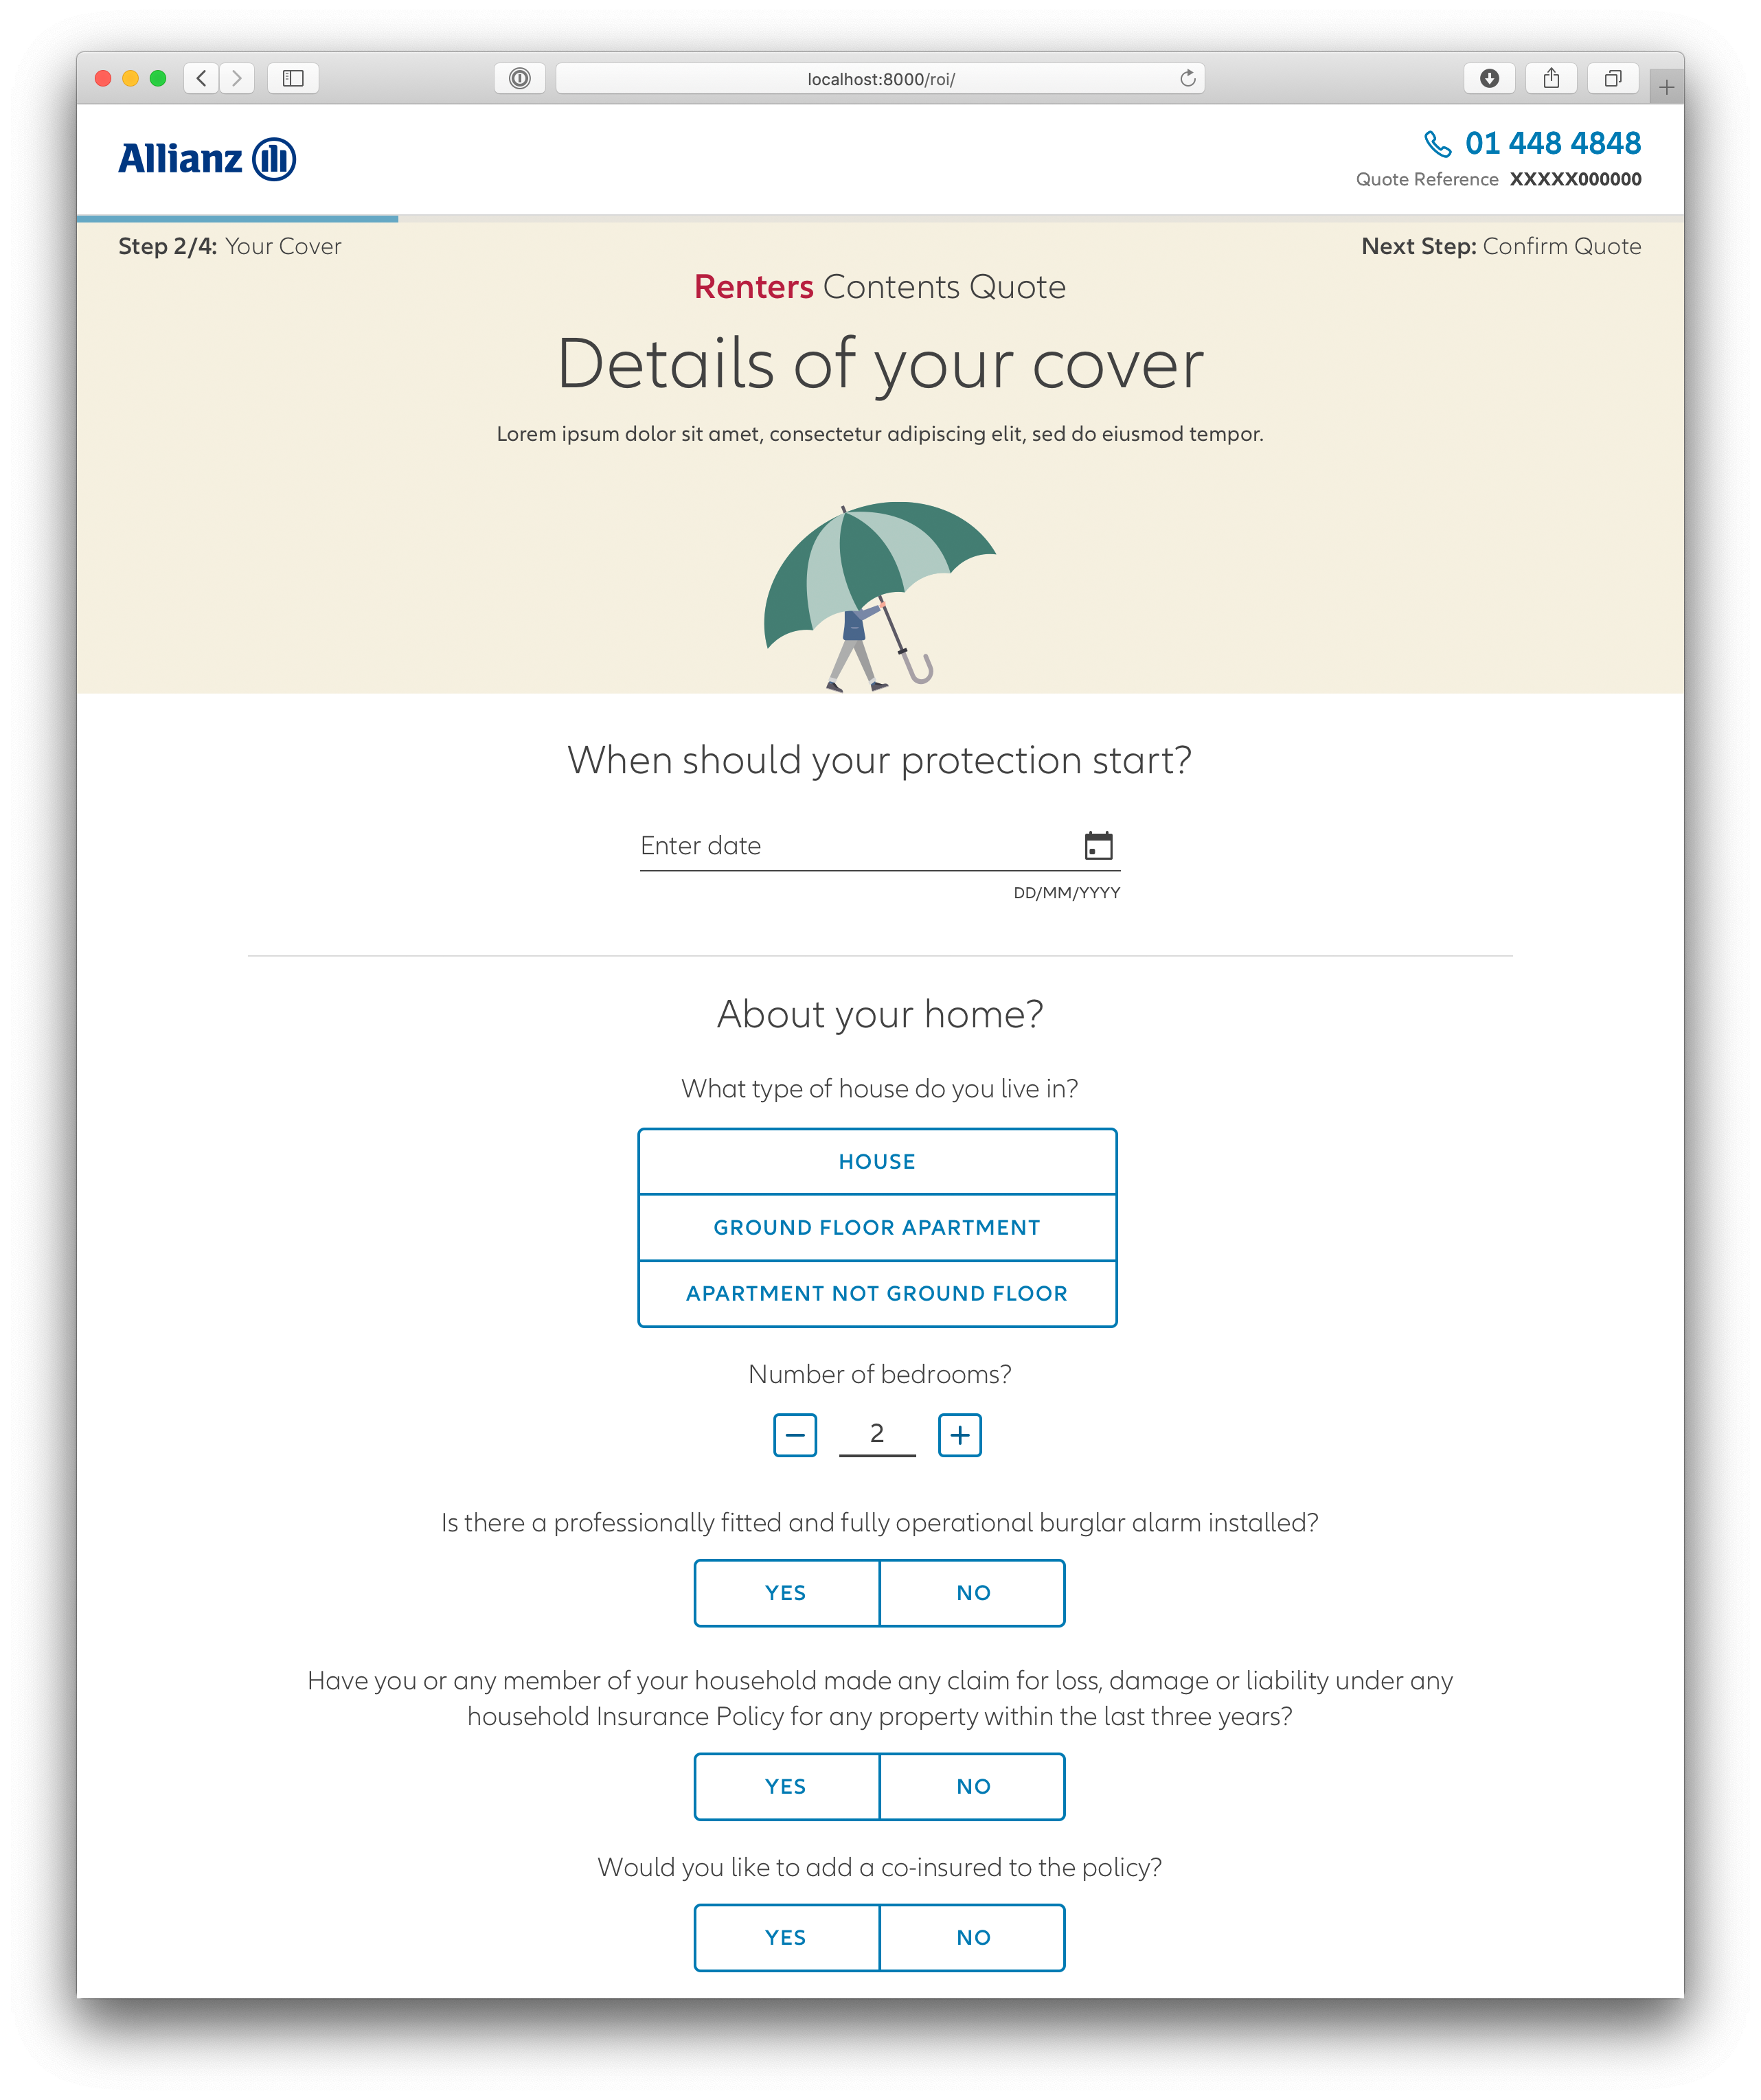 localhost:8000/roi/
Allianz
01 448 4848
Quote Reference XXXXX000000
Step 2/4: Your Cover
Next Step: Confirm Quote
Renters Contents Quote
Details of your cover
Lorem ipsum dolor sit amet, consectetur adipiscing elit, sed do eiusmod tempor.
When should your protection start?
Enter date
DD/MM/YYYY
About your home?
What type of house do you live in?
HOUSE
GROUND FLOOR APARTMENT
APARTMENT NOT GROUND FLOOR
Number of bedrooms?
2
Is there a professionally fitted and fully operational burglar alarm installed?
YES NO
Have you or any member of your household made any claim for loss, damage or liability under any
household Insurance Policy for any property within the last three years?
YES NO
Would you like to add a co-insured to the policy?
YES NO